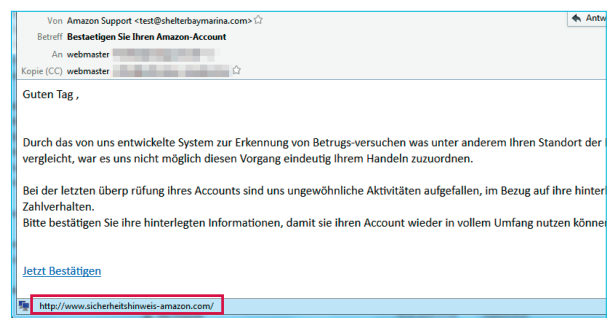 Von Amazon Support <test@shelterbaymarina.com>
Antw
Betreff Bestaetigen Sie Ihren Amazon-Account
An webmaster
Kopie (CC) webmaster
Guten Tag ,
Durch das von uns entwickelte System zur Erkennung von Betrugs-versuchen was unter anderem Ihren Standort der
vergleicht, war es uns nicht möglich diesen Vorgang eindeutig Ihrem Handeln zuzuordnen.
Bei der letzten überp rüfung ihres Accounts sind uns ungewöhnliche Aktivitäten aufgefallen, im Bezug auf ihre hinterl
Zahlverhalten.
Bitte bestätigen Sie ihre hinterlegten Informationen, damit sie ihren Account wieder in vollem Umfang nutzen könne
Jetzt Bestätigen
http://www.sicherheitshinweis-amazon.com/